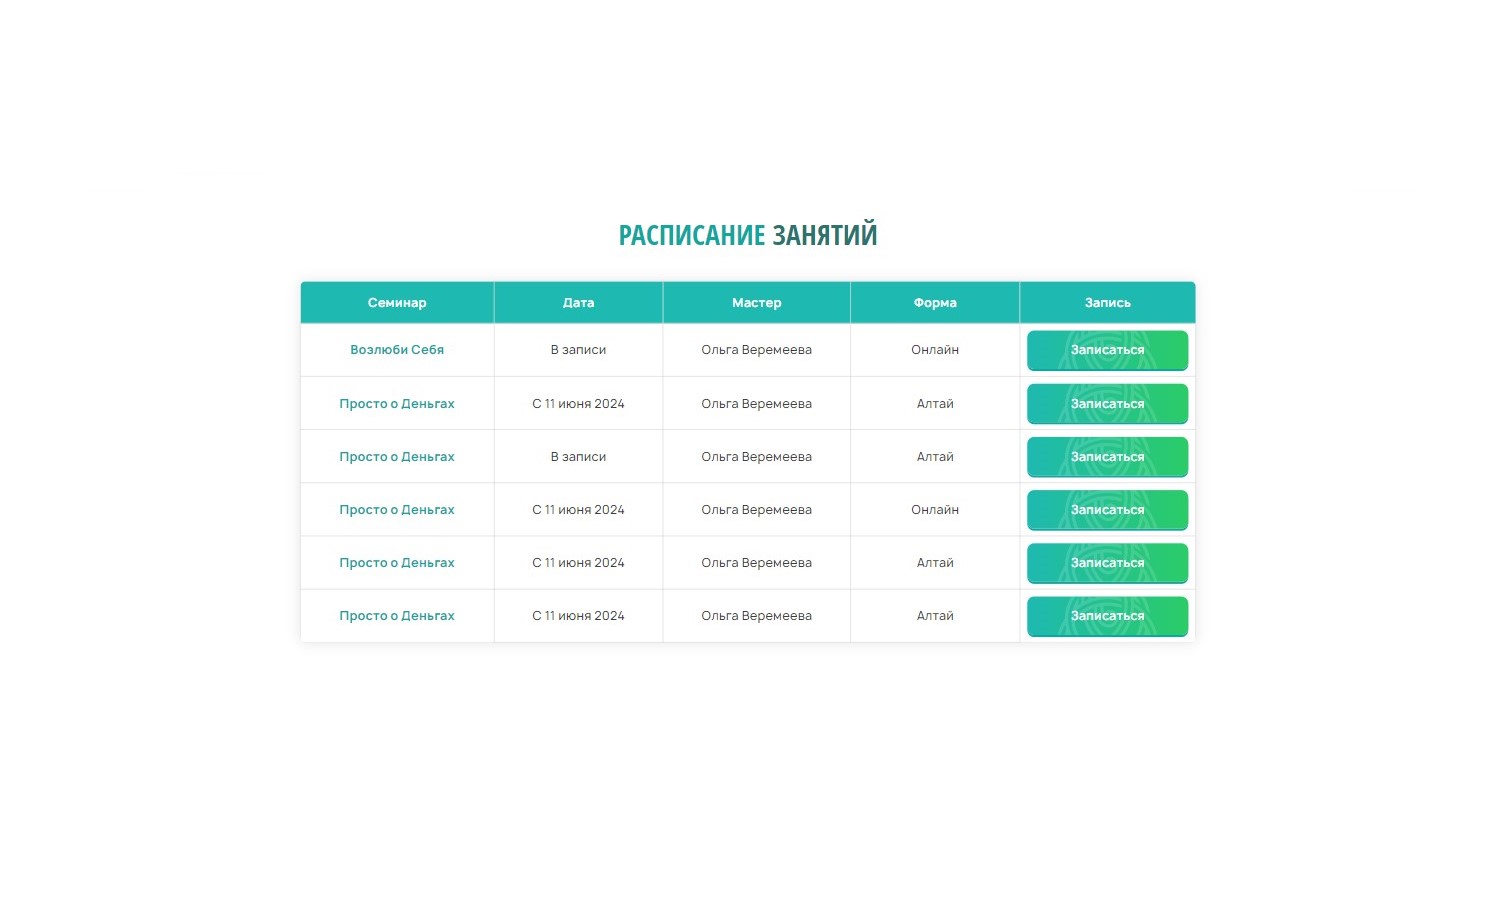 РАСПИСАНИЕ ЗАНЯТИЙ
Семинар Дата Мастер Форма Запись
Возлюби Себя В записи Ольга Веремеева Онлайн Записаться
Просто о Деньгах С 11 июня 2024 Ольга Веремеева Алтай Записаться
Просто о Деньгах В записи Ольга Веремеева Алтай Записаться
Просто о Деньгах С 11 июня 2024 Ольга Веремеева Онлайн Записаться
Просто о Деньгах С 11 июня 2024 Ольга Веремеева Алтай Записаться
Просто о Деньгах С 11 июня 2024 Ольга Веремеева Алтай Записаться